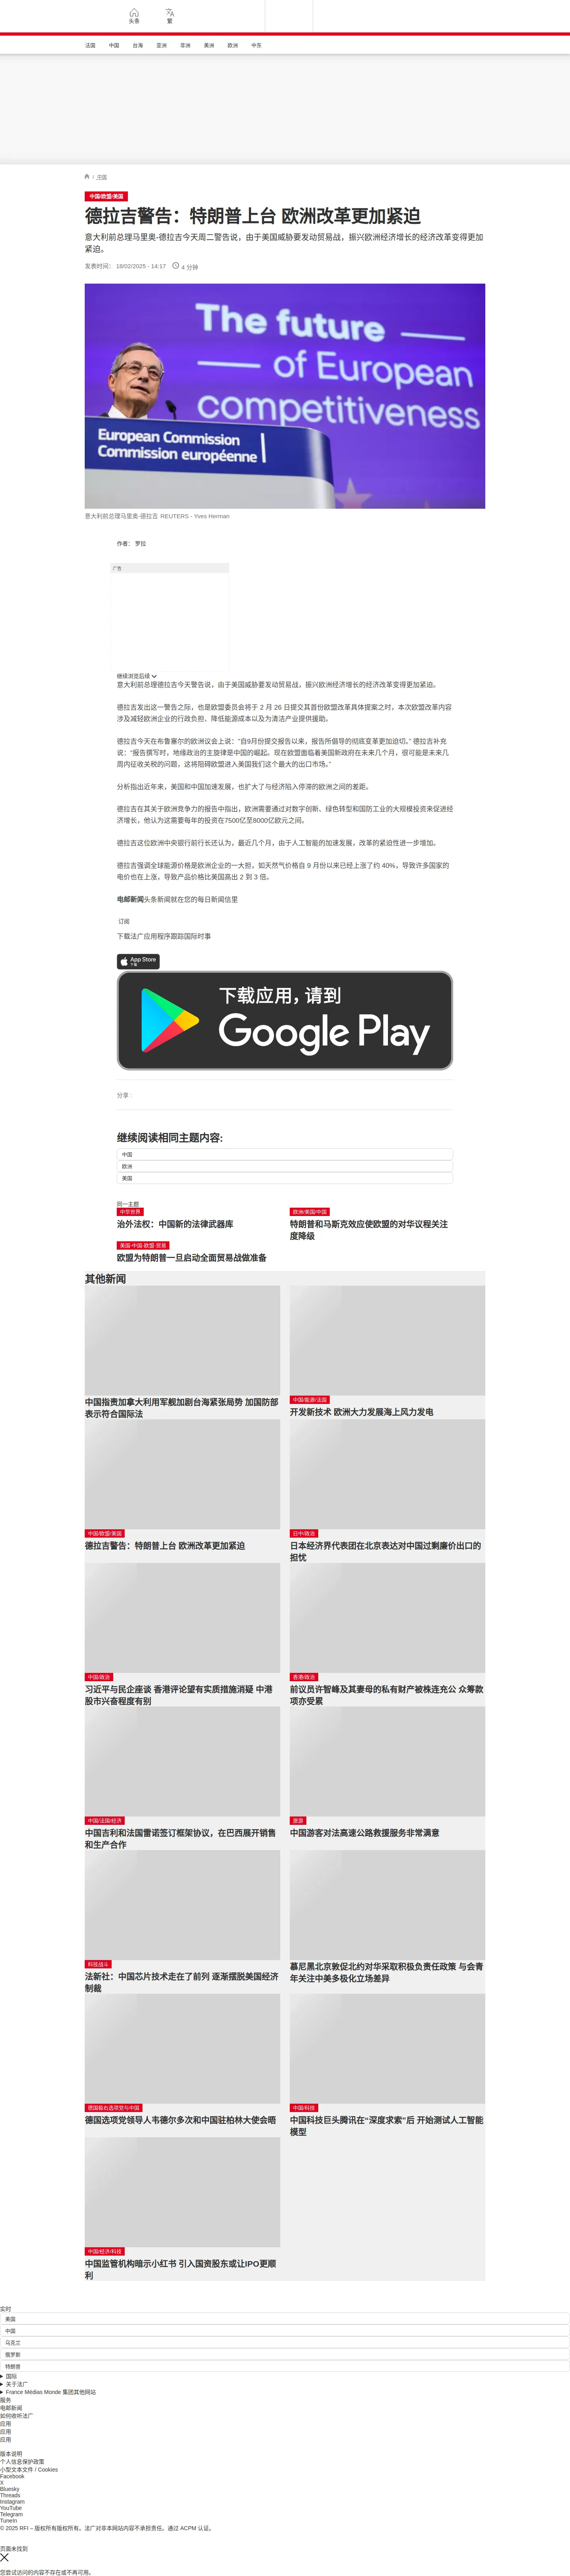 头条
繁
法国
中国
台海
亚洲
非洲
美洲
欧洲
中东
/ 中国
中国/欧盟/美国
德拉吉警告：特朗普上台 欧洲改革更加紧迫
意大利前总理马里奥-德拉吉今天周二警告说，由于美国威胁要发动贸易战，振兴欧洲经济增长的经济改革变得更加
紧迫。
发表时间： 18/02/2025 - 14:17
4 分钟
The future
— of European
competitiveness
European Commission
Commission européenne
意大利前总理马里奥-德拉吉 REUTERS - Yves Herman
作者： 罗拉
广告
继续浏览后续
意大利前总理德拉吉今天警告说，由于美国威胁要发动贸易战，振兴欧洲经济增长的经济改革变得更加紧迫。
德拉吉发出这一警告之际，也是欧盟委员会将于 2 月 26 日提交其首份欧盟改革具体提案之时，本次欧盟改革内容
涉及减轻欧洲企业的行政负担、降低能源成本以及为清洁产业提供援助。
德拉吉今天在布鲁塞尔的欧洲议会上说：“自9月份提交报告以来，报告所倡导的彻底变革更加迫切。” 德拉吉补充
说：“报告撰写时，地缘政治的主旋律是中国的崛起。现在欧盟面临着美国新政府在未来几个月，很可能是未来几
周内征收关税的问题，这将阻碍欧盟进入美国我们这个最大的出口市场。”
分析指出近年来，美国和中国加速发展，也扩大了与经济陷入停滞的欧洲之间的差距。
德拉吉在其关于欧洲竞争力的报告中指出，欧洲需要通过对数字创新、绿色转型和国防工业的大规模投资来促进经
济增长，他认为这需要每年的投资在7500亿至8000亿欧元之间。
德拉吉这位欧洲中央银行前行长还认为，最近几个月，由于人工智能的加速发展，改革的紧迫性进一步增加。
德拉吉强调全球能源价格是欧洲企业的一大担，如天然气价格自 9 月份以来已经上涨了约 40%，导致许多国家的
电价也在上涨，导致产品价格比美国高出 2 到 3 倍。
电邮新闻头条新闻就在您的每日新闻信里
订阅
下载法广应用程序跟踪国际时事
App Store
下载
下载应用，请到
Google Play
分享 :
继续阅读相同主题内容:
中国
欧洲
美国
同一主题
中华世界
治外法权：中国新的法律武器库
欧洲/美国/中国
特朗普和马斯克效应使欧盟的对华议程关注
度降级
美国-中国-欧盟-贸易
欧盟为特朗普一旦启动全面贸易战做准备
其他新闻
中国指责加拿大利用军舰加剧台海紧张局势 加国防部
表示符合国际法
中国/能源/法国
开发新技术 欧洲大力发展海上风力发电
中国/欧盟/美国
德拉吉警告：特朗普上台 欧洲改革更加紧迫
日中/政治
日本经济界代表团在北京表达对中国过剩廉价出口的
担忧
中国/政治
习近平与民企座谈 香港评论望有实质措施消疑 中港
股市兴奋程度有别
香港/政治
前议员许智峰及其妻母的私有财产被株连充公 众筹款
项亦受累
中国/法国/经济
中国吉利和法国雷诺签订框架协议，在巴西展开销售
和生产合作
旅游
中国游客对法高速公路救援服务非常满意
科技战斗
法新社：中国芯片技术走在了前列 逐渐摆脱美国经济
制裁
慕尼黑北京敦促北约对华采取积极负责任政策 与会青
年关注中美多极化立场差异
德国极右选项党与中国
德国选项党领导人韦德尔多次和中国驻柏林大使会晤
中国/科技
中国科技巨头腾讯在“深度求索”后 开始测试人工智能
模型
中国/经济/科技
中国监管机构暗示小红书 引入国资股东或让IPO更顺
利
实时
美国
中国
乌克兰
俄罗斯
特朗普
国际
关于法广
France Médias Monde 集团其他网站
服务
电邮新闻
如何收听法广
应用
应用
应用
版本说明
个人信息保护政策
小型文本文件 / Cookies
Facebook
X
Bluesky
Threads
Instagram
YouTube
Telegram
TuneIn
© 2025 RFI – 版权所有版权所有。法广对非本网站内容不承担责任。通过 ACPM 认证。
页面未找到
您尝试访问的内容不存在或不再可用。